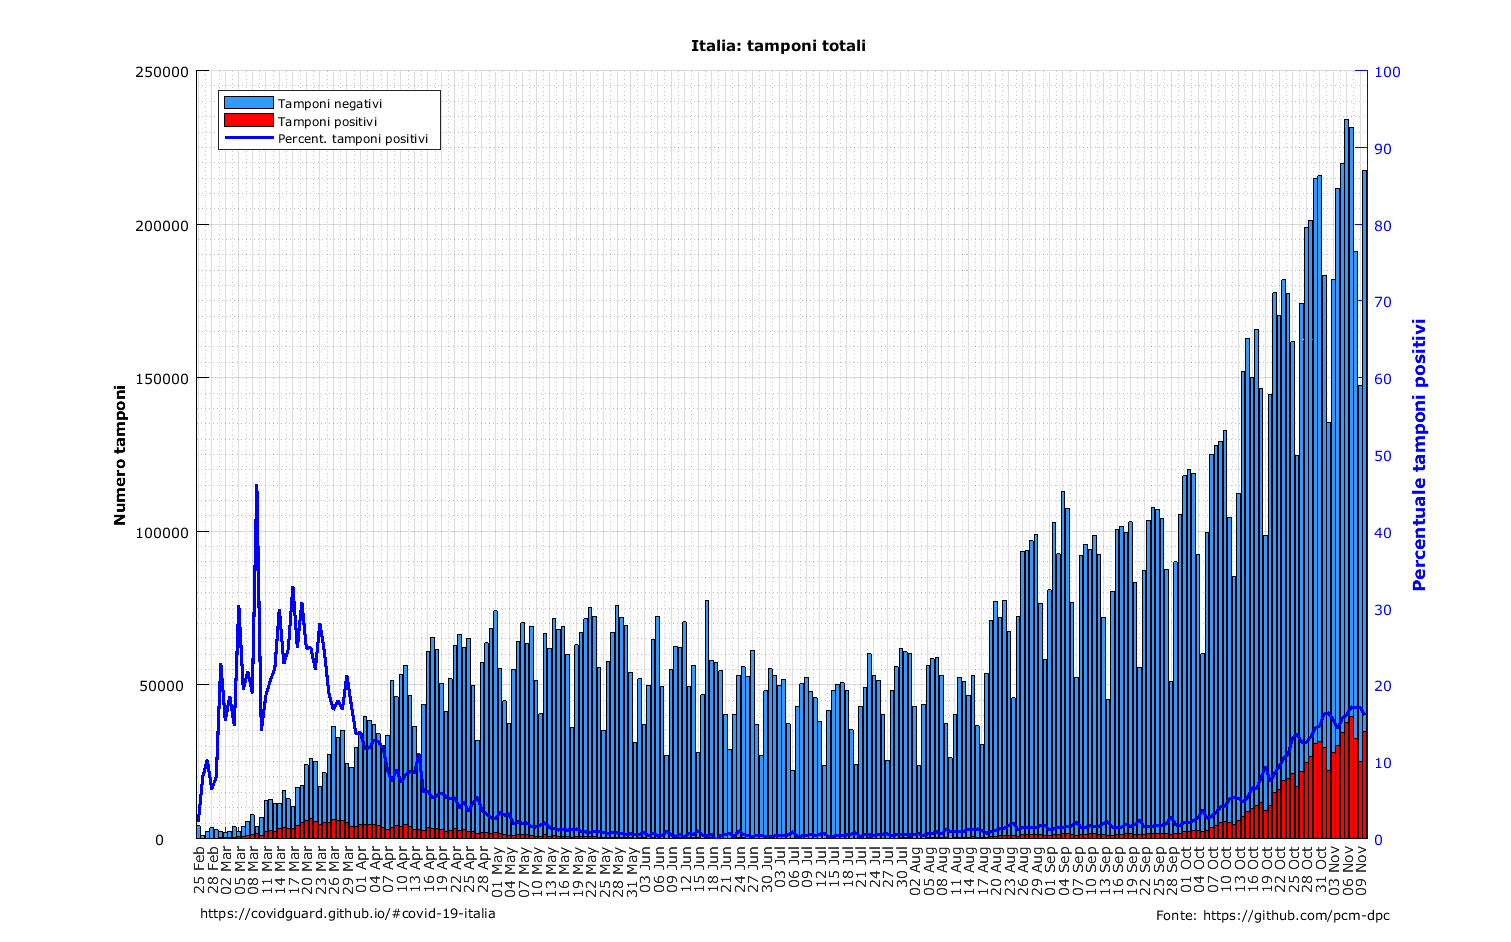 Italia: tamponi totali
Tamponi negativi
Tamponi positivi
Percent. tamponi positivi
250000
200000
150000
100000
50000
0
Numero tamponi
100
90
80
70
60
50
40
30
20
10
0
Percentuale tamponi positivi
25 Feb
28 Feb
02 Mar
05 Mar
08 Mar
11 Mar
14 Mar
17 Mar
20 Mar
23 Mar
26 Mar
29 Mar
01 Apr
04 Apr
07 Apr
10 Apr
13 Apr
16 Apr
19 Apr
22 Apr
25 Apr
28 Apr
01 May
04 May
07 May
10 May
13 May
16 May
19 May
22 May
25 May
28 May
31 May
03 Jun
06 Jun
09 Jun
12 Jun
15 Jun
18 Jun
21 Jun
24 Jun
27 Jun
30 Jun
03 Jul
06 Jul
09 Jul
12 Jul
15 Jul
18 Jul
21 Jul
24 Jul
27 Jul
30 Jul
02 Aug
05 Aug
08 Aug
11 Aug
14 Aug
17 Aug
20 Aug
23 Aug
26 Aug
29 Aug
01 Sep
04 Sep
07 Sep
10 Sep
13 Sep
16 Sep
19 Sep
22 Sep
25 Sep
28 Sep
01 Oct
04 Oct
07 Oct
10 Oct
13 Oct
16 Oct
19 Oct
22 Oct
25 Oct
28 Oct
31 Oct
03 Nov
06 Nov
09 Nov
https://covidguard.github.io/#covid-19-italia
Fonte: https://github.com/pcm-dpc